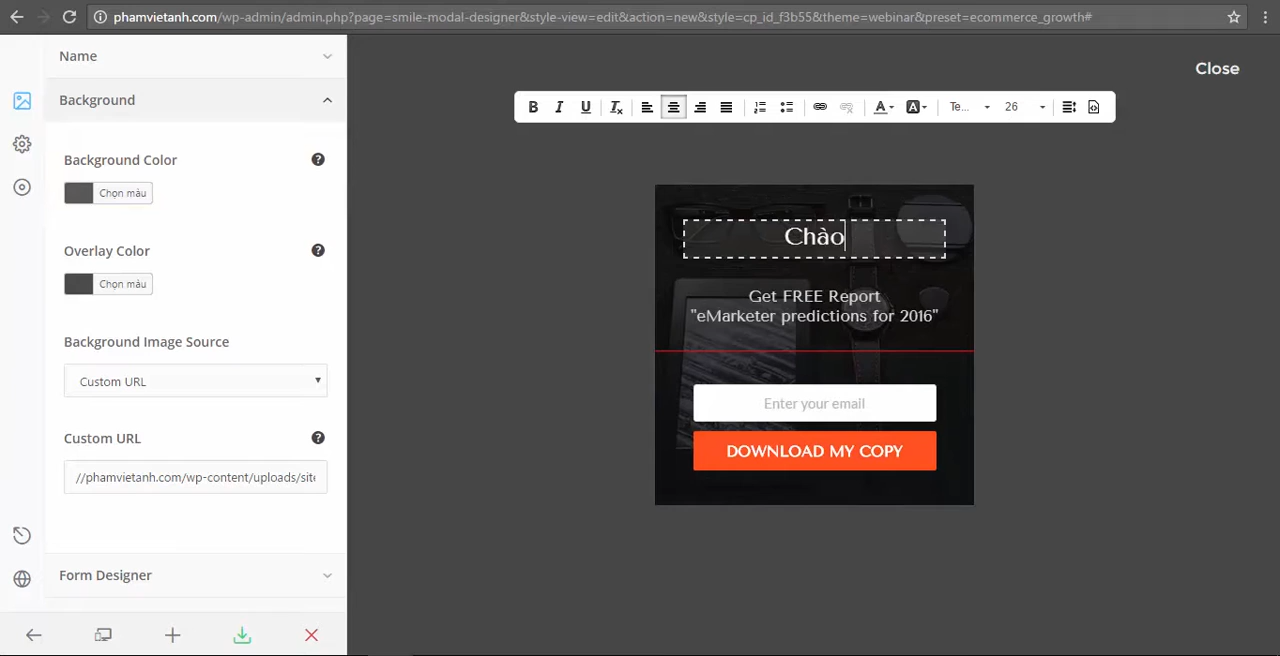 phamvietanh.com/wp-admin/admin.php?page=smile-modal-designer&style-view=edit&action=new&style=cp_id_f3b55&theme=webinar&preset=ecommerce_growth#
Name
Background
Background Color
Chọn màu
Overlay Color
Chọn màu
Background Image Source
Custom URL
Custom URL
//phamvietanh.com/wp-content/uploads/site
Form Designer
Close
B I U Te... 26
Chào
Get FREE Report
"eMarketer predictions for 2016"
Enter your email
DOWNLOAD MY COPY